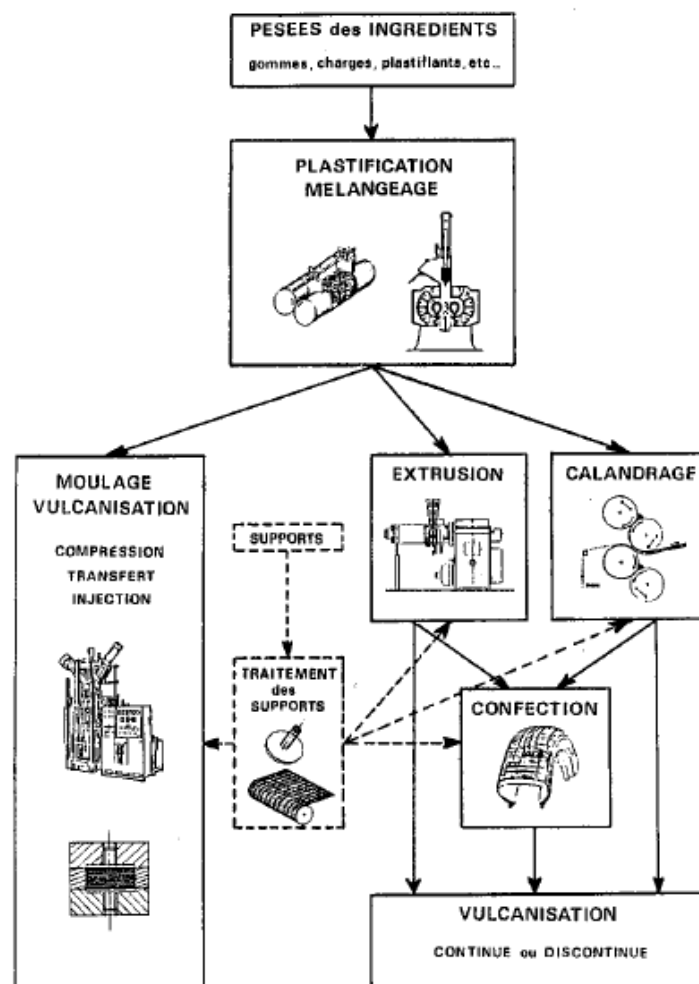 PESEES des INGREDIENTS
gommes, charges, plastifiants, etc...
PLASTIFICATION
MELANGEAGE
MOULAGE
VULCANISATION
COMPRESSION
TRANSFERT
INJECTION
SUPPORTS
TRAITEMENT
des
SUPPORTS
EXTRUSION
CALANDRAGE
CONFECTION
VULCANISATION
CONTINUE ou DISCONTINUE